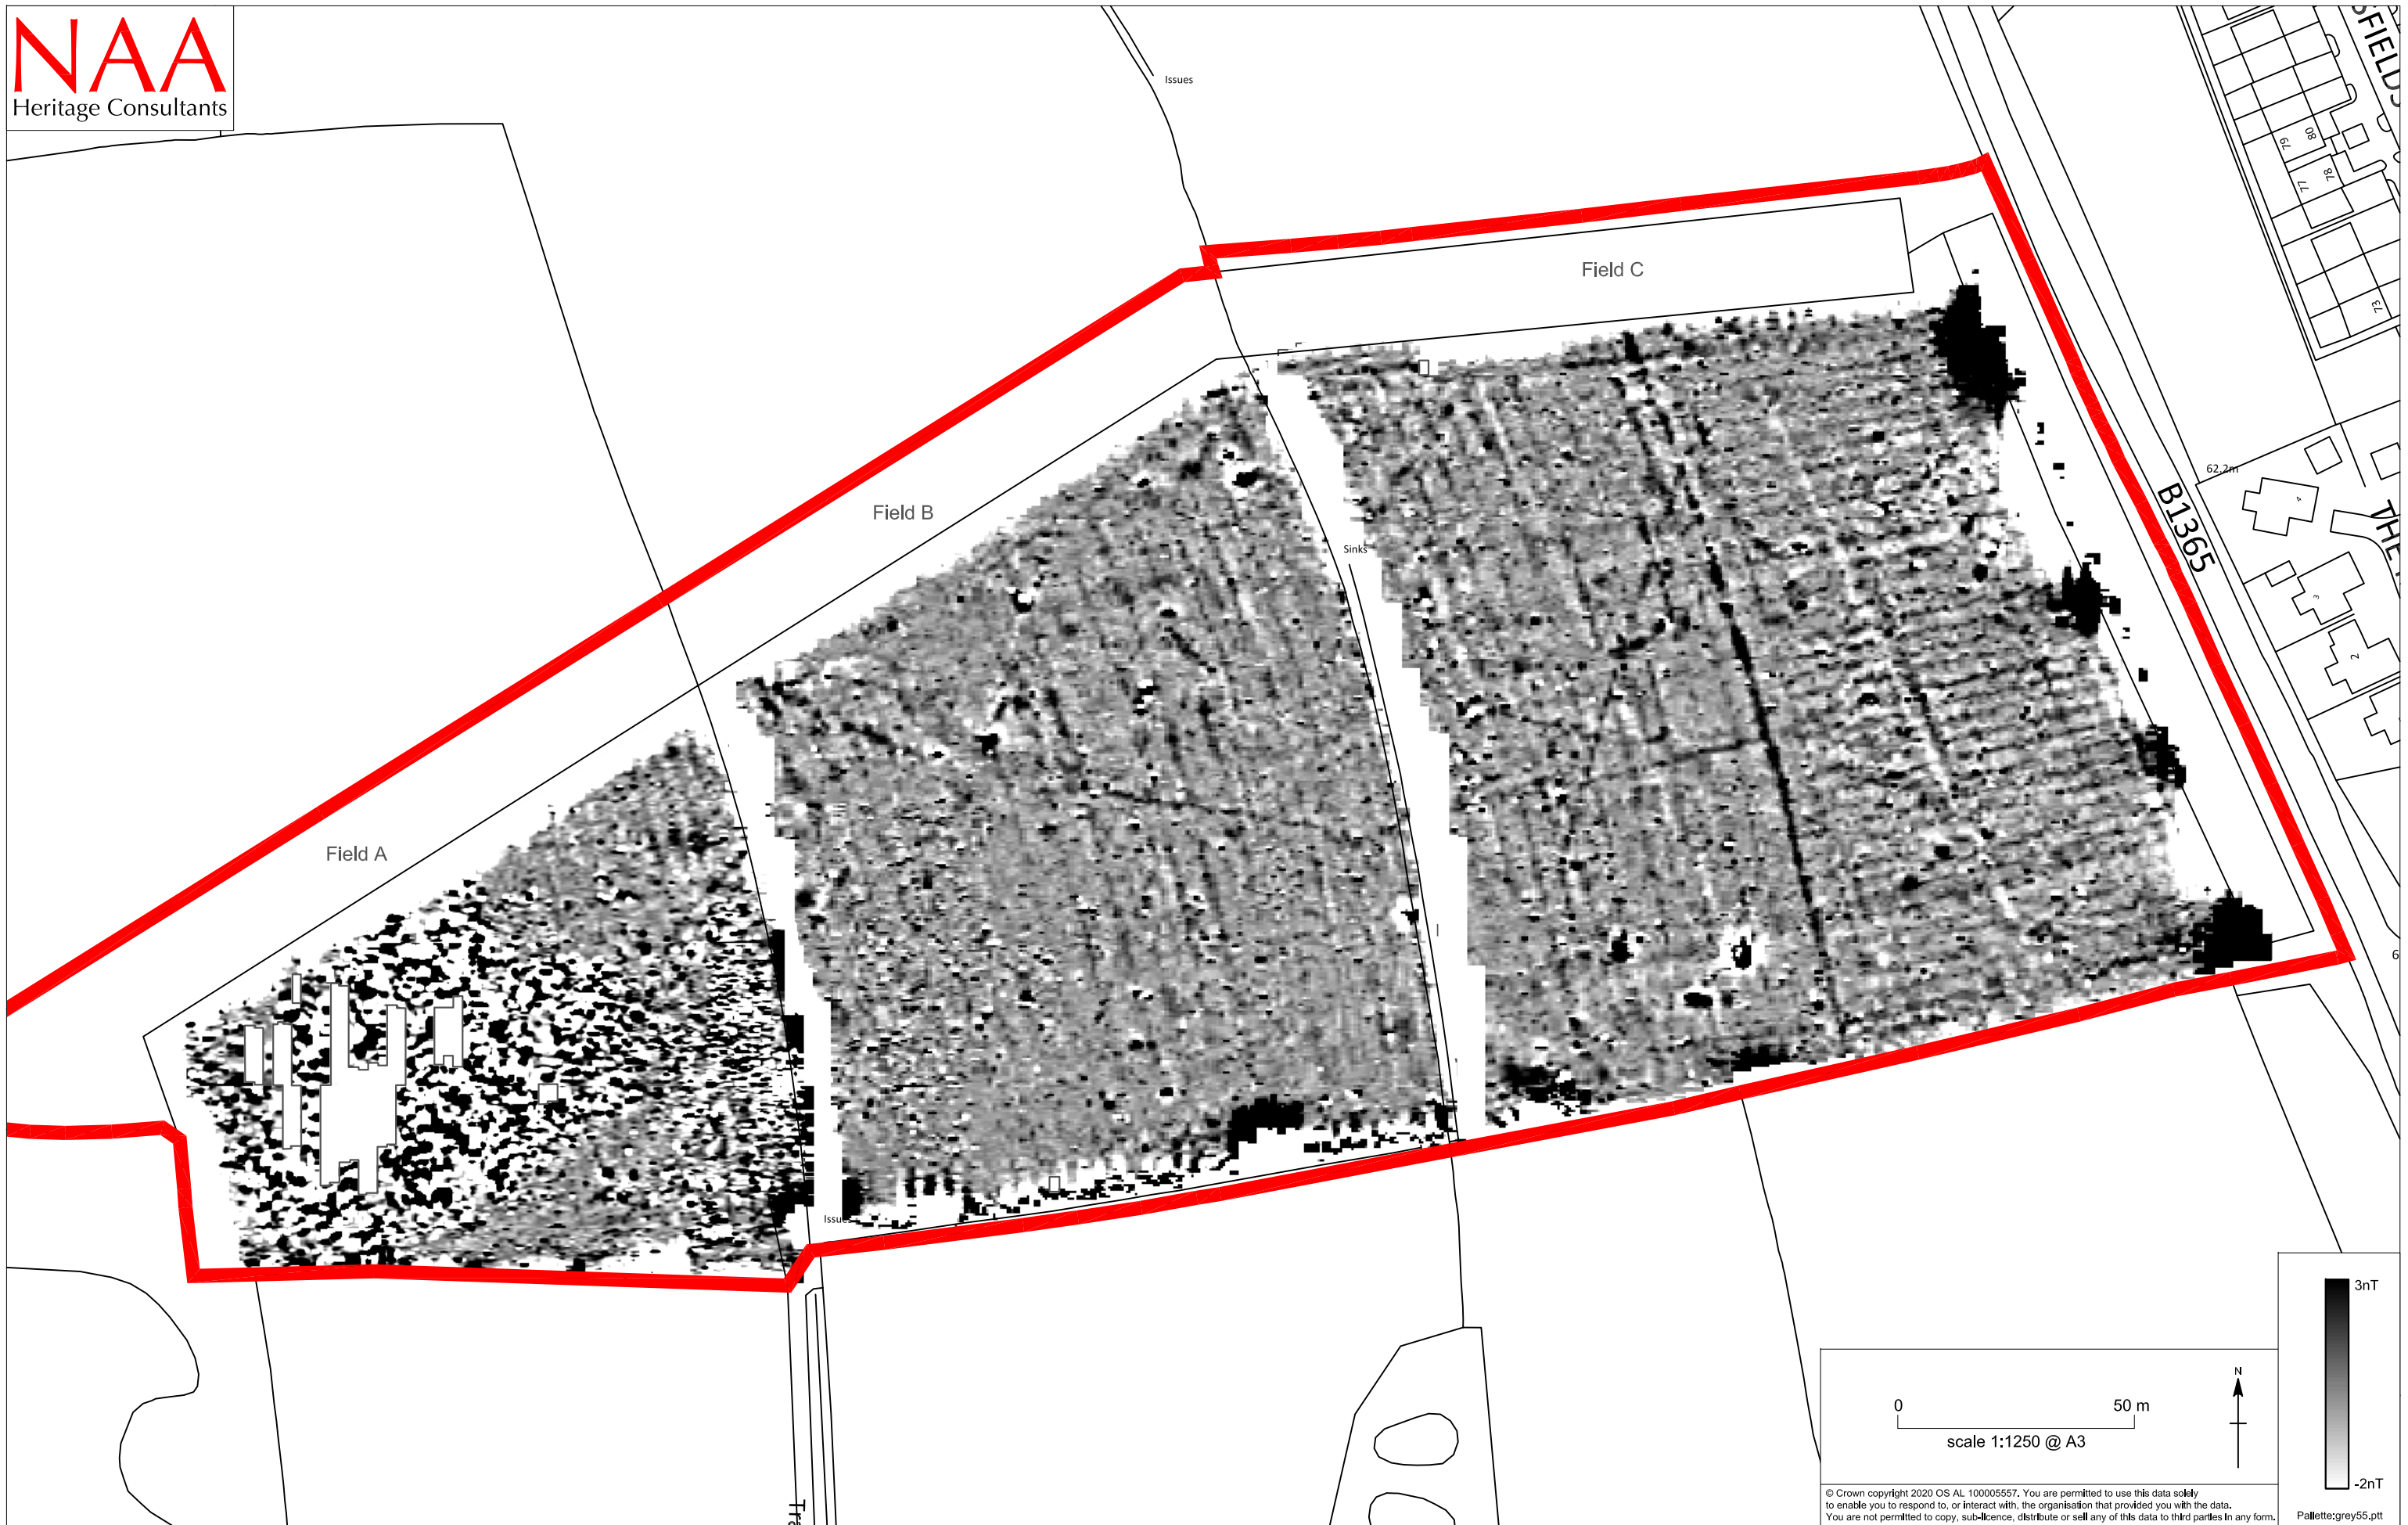 NAA
Heritage Consultants
Issues
80
79
78
77
73
Field C
62.2m
4
Field B
B1365
Sinks
3
2
Field A
Issues
3nT
N
0 50 m
scale 1:1250 @ A3
-2nT
© Crown copyright 2020 OS AL 100005557. You are permitted to use this data solely
to enable you to respond to, or interact with, the organisation that provided you with the data.
You are not permitted to copy, sub-licence, distribute or sell any of this data to third parties in any form.
Pallette:grey55.ptt